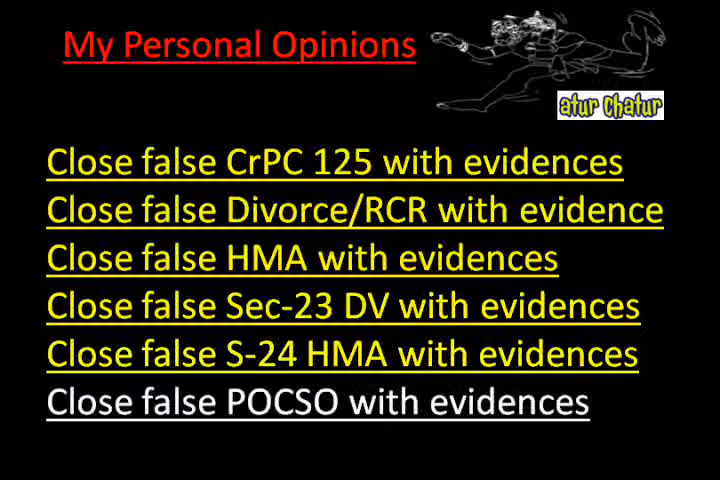 My Personal Opinions
atur Chatur
Close false CrPC 125 with evidences
Close false Divorce/RCR with evidence
Close false HMA with evidences
Close false Sec-23 DV with evidences
Close false S-24 HMA with evidences
Close false POCSO with evidences